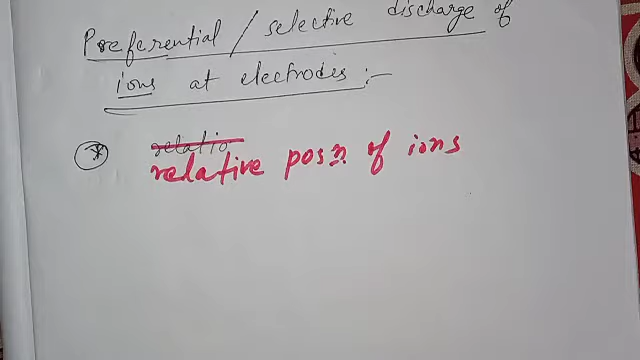 Preferential / selective discharge of
ions at electrodes :-
* relatio
relative posn of ions